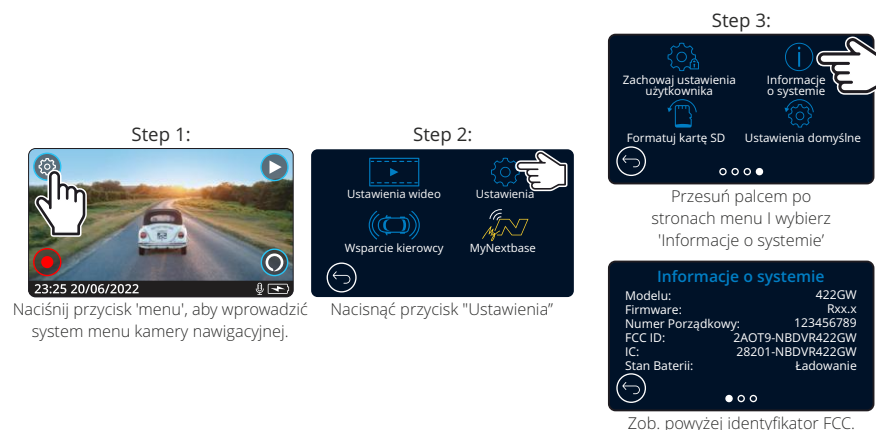 Step 1:
23:25 20/06/2022
Naciśnij przycisk 'menu', aby wprowadzić
system menu kamery nawigacyjnej.
Step 2:
Ustawienia wideo
Ustawienia
Wsparcie kierowcy
MyNextbase
Nacisnąć przycisk "Ustawienia”
Step 3:
Zachowaj ustawienia
użytkownika
Informacje
o systemie
Formatuj kartę SD
Ustawienia domyślne
Przesuń palcem po
stronach menu I wybierz
'Informacje o systemie’
Informacje o systemie
Modelu: 422GW
Firmware: Rxx.x
Numer Porządkowy: 123456789
FCC ID: 2AOT9-NBDVR422GW
IC: 28201-NBDVR422GW
Stan Baterii: Ładowanie
Zob. powyżej identyfikator FCC.